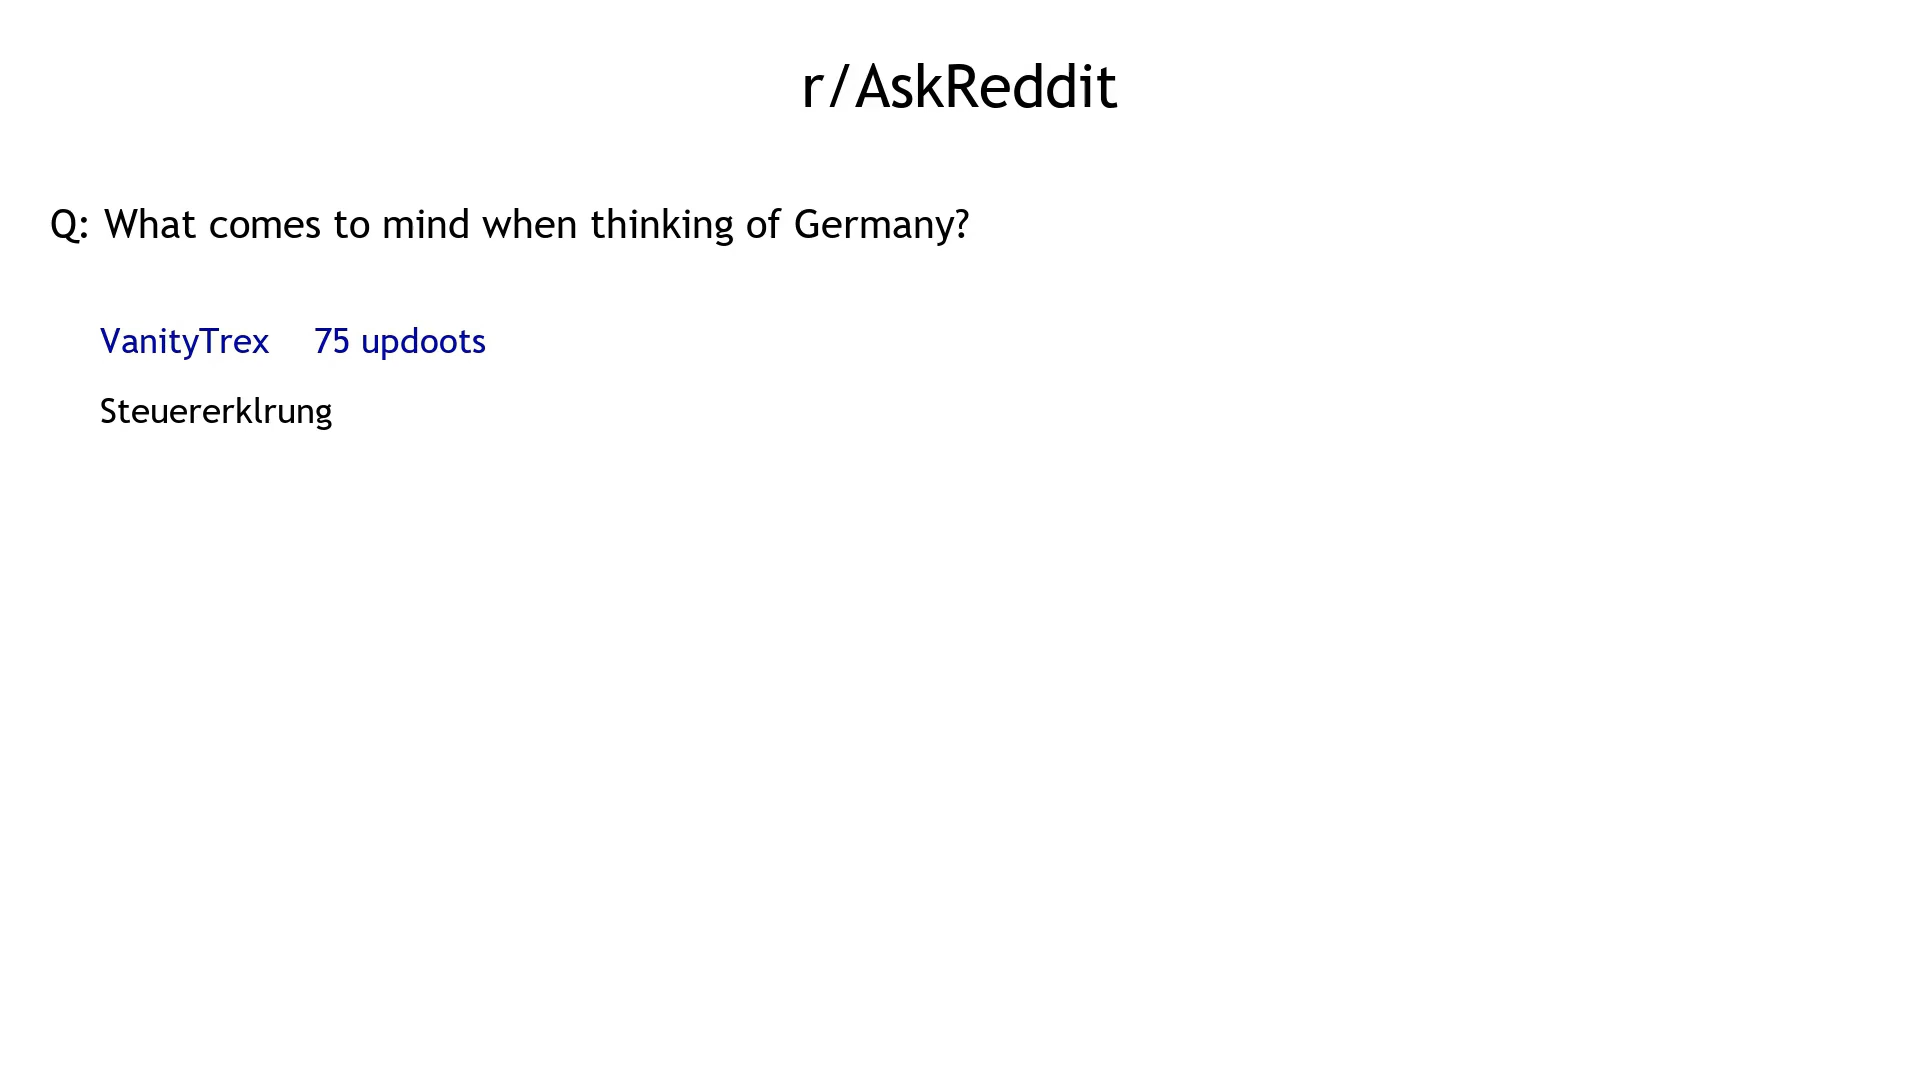 r/AskReddit
Q: What comes to mind when thinking of Germany?
VanityTrex 75 updoots
Steuererklrung